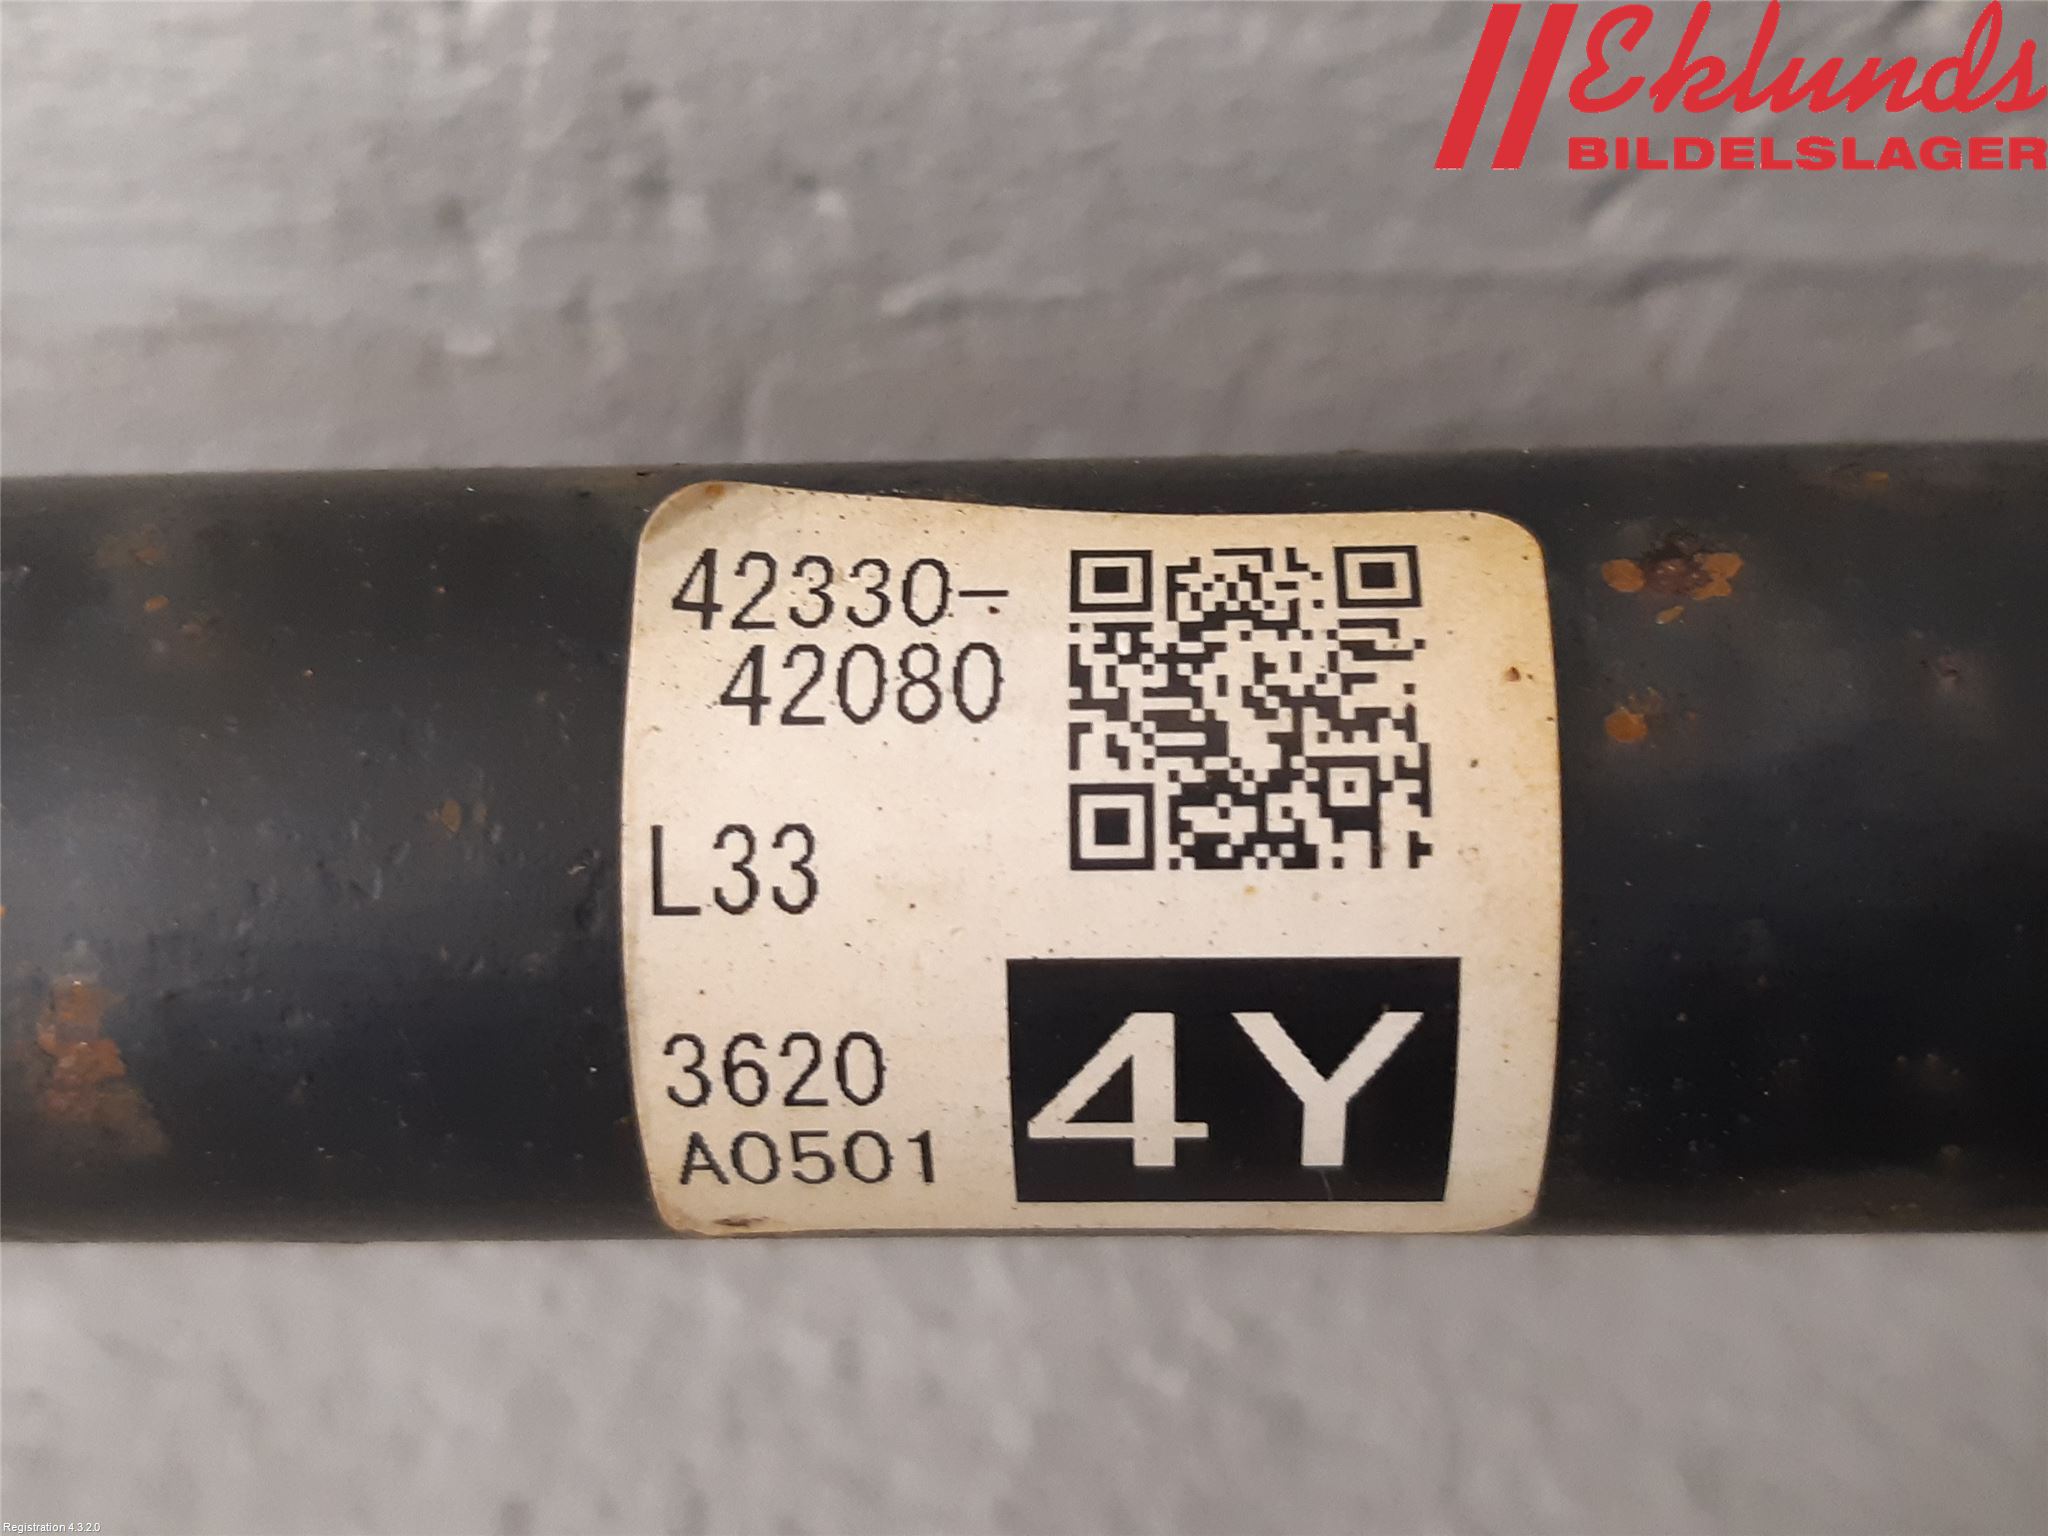 Eklunds
BILDELSLAGER
42330-
42080
L33
3620
A0501
4Y
Registration 4.3.2.0